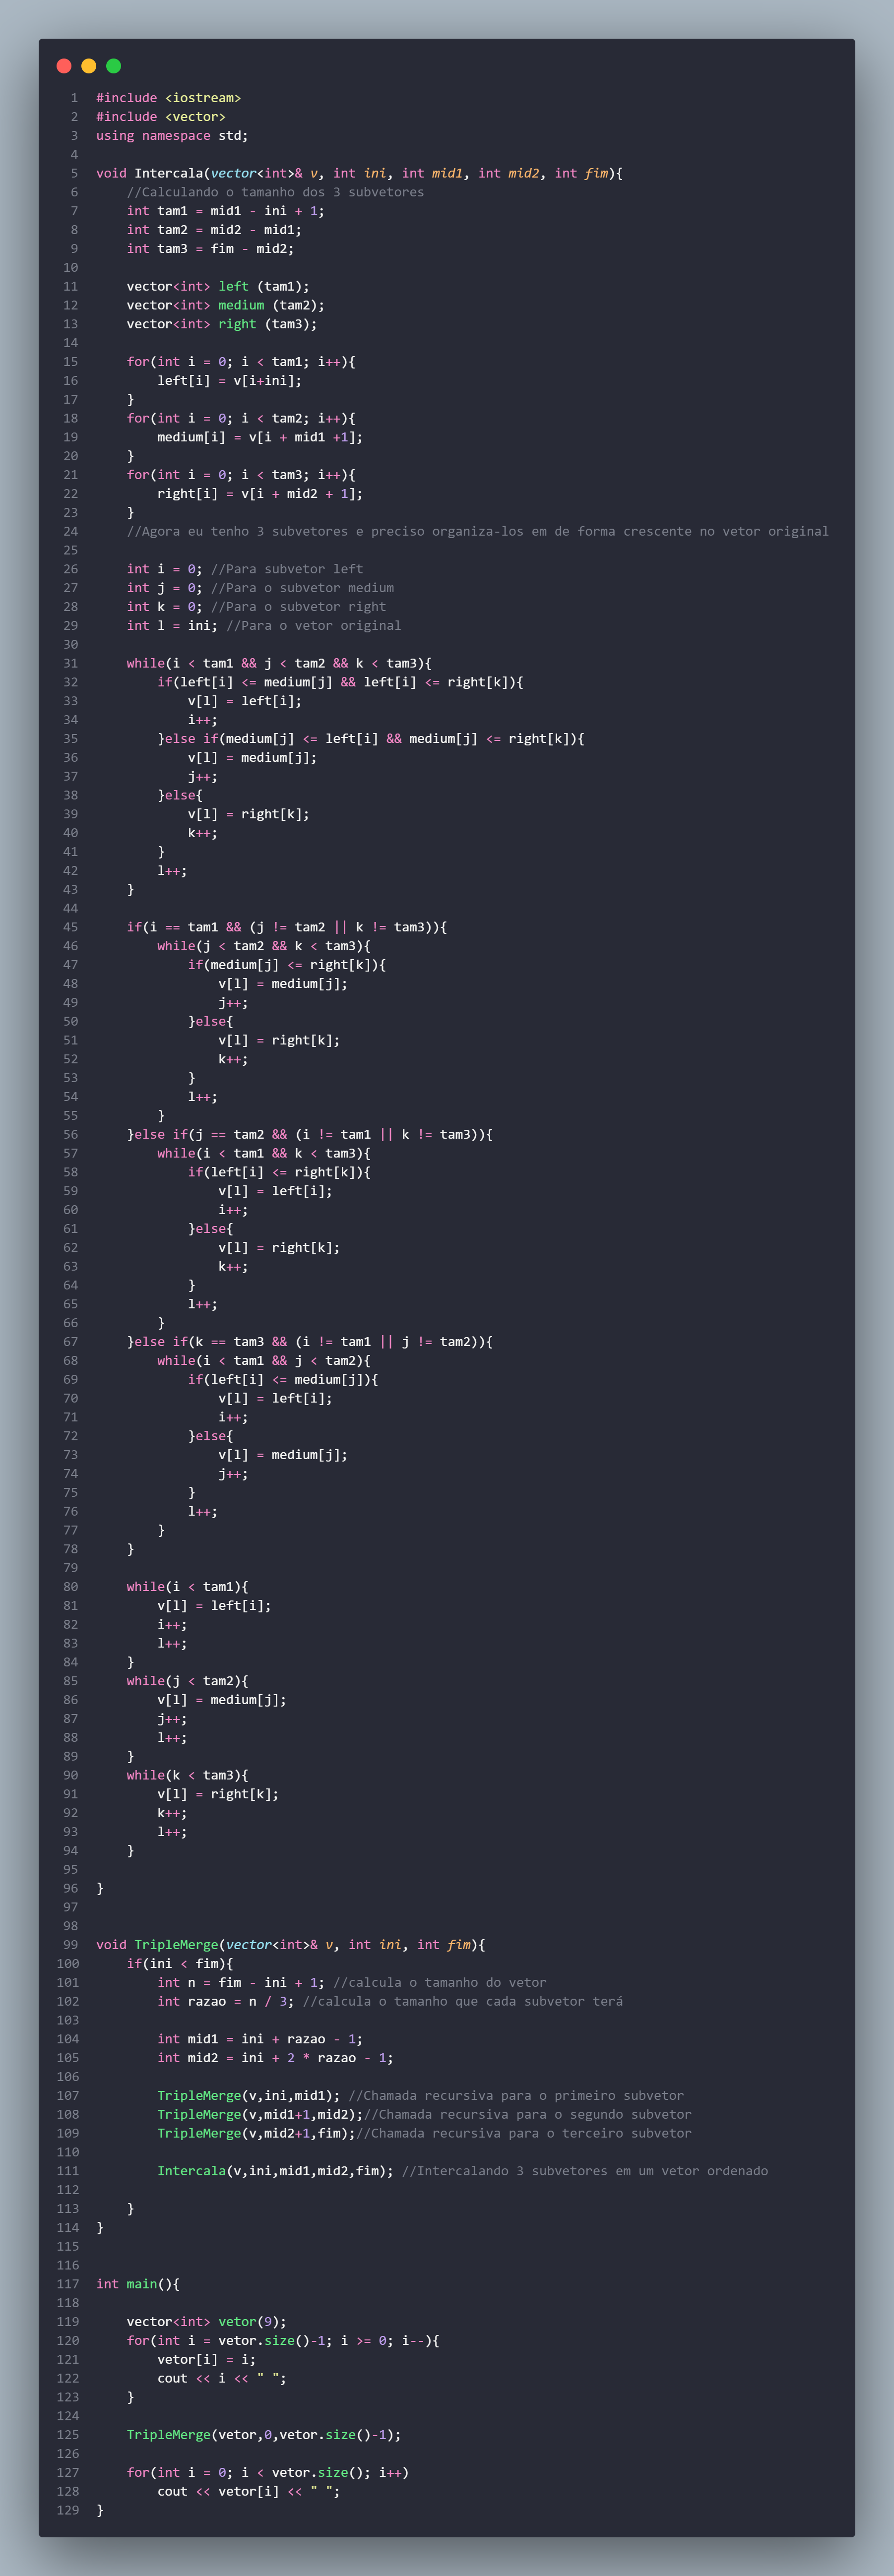 1 #include <iostream>
2 #include <vector>
3 using namespace std;
4
5 void Intercala(vector<int>& v, int ini, int mid1, int mid2, int fim){
6     //Calculando o tamanho dos 3 subvetores
7     int tam1 = mid1 - ini + 1;
8     int tam2 = mid2 - mid1;
9     int tam3 = fim - mid2;
10
11     vector<int> left (tam1);
12     vector<int> medium (tam2);
13     vector<int> right (tam3);
14
15     for(int i = 0; i < tam1; i++){
16         left[i] = v[i+ini];
17     }
18     for(int i = 0; i < tam2; i++){
19         medium[i] = v[i + mid1 +1];
20     }
21     for(int i = 0; i < tam3; i++){
22         right[i] = v[i + mid2 + 1];
23     }
24     //Agora eu tenho 3 subvetores e preciso organiza-los em de forma crescente no vetor original
25
26     int i = 0; //Para subvetor left
27     int j = 0; //Para o subvetor medium
28     int k = 0; //Para o subvetor right
29     int l = ini; //Para o vetor original
30
31     while(i < tam1 && j < tam2 && k < tam3){
32         if(left[i] <= medium[j] && left[i] <= right[k]){
33             v[l] = left[i];
34             i++;
35         }else if(medium[j] <= left[i] && medium[j] <= right[k]){
36             v[l] = medium[j];
37             j++;
38         }else{
39             v[l] = right[k];
40             k++;
41         }
42         l++;
43     }
44
45     if(i == tam1 && (j != tam2 || k != tam3)){
46         while(j < tam2 && k < tam3){
47             if(medium[j] <= right[k]){
48                 v[l] = medium[j];
49                 j++;
50             }else{
51                 v[l] = right[k];
52                 k++;
53             }
54             l++;
55         }
56     }else if(j == tam2 && (i != tam1 || k != tam3)){
57         while(i < tam1 && k < tam3){
58             if(left[i] <= right[k]){
59                 v[l] = left[i];
60                 i++;
61             }else{
62                 v[l] = right[k];
63                 k++;
64             }
65             l++;
66         }
67     }else if(k == tam3 && (i != tam1 || j != tam2)){
68         while(i < tam1 && j < tam2){
69             if(left[i] <= medium[j]){
70                 v[l] = left[i];
71                 i++;
72             }else{
73                 v[l] = medium[j];
74                 j++;
75             }
76             l++;
77         }
78     }
79
80     while(i < tam1){
81         v[l] = left[i];
82         i++;
83         l++;
84     }
85     while(j < tam2){
86         v[l] = medium[j];
87         j++;
88         l++;
89     }
90     while(k < tam3){
91         v[l] = right[k];
92         k++;
93         l++;
94     }
95
96 }
97
98
99 void TripleMerge(vector<int>& v, int ini, int fim){
100     if(ini < fim){
101         int n = fim - ini + 1; //calcula o tamanho do vetor
102         int razao = n / 3; //calcula o tamanho que cada subvetor terá
103
104         int mid1 = ini + razao - 1;
105         int mid2 = ini + 2 * razao - 1;
106
107         TripleMerge(v,ini,mid1); //Chamada recursiva para o primeiro subvetor
108         TripleMerge(v,mid1+1,mid2);//Chamada recursiva para o segundo subvetor
109         TripleMerge(v,mid2+1,fim);//Chamada recursiva para o terceiro subvetor
110
111         Intercala(v,ini,mid1,mid2,fim); //Intercalando 3 subvetores em um vetor ordenado
112
113     }
114 }
115
116
117 int main(){
118
119     vector<int> vetor(9);
120     for(int i = vetor.size()-1; i >= 0; i--){
121         vetor[i] = i;
122         cout << i << " ";
123     }
124
125     TripleMerge(vetor,0,vetor.size()-1);
126
127     for(int i = 0; i < vetor.size(); i++)
128         cout << vetor[i] << " ";
129 }